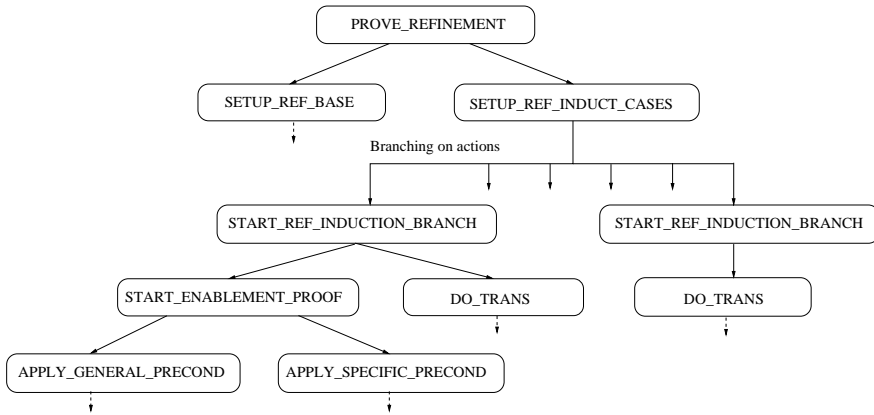 PROVE_REFINEMENT
SETUP_REF_BASE
SETUP_REF_INDUCT_CASES
Branching on actions
START_REF_INDUCTION_BRANCH
START_REF_INDUCTION_BRANCH
START_ENABLEMENT_PROOF
DO_TRANS
DO_TRANS
APPLY_GENERAL_PRECOND
APPLY_SPECIFIC_PRECOND